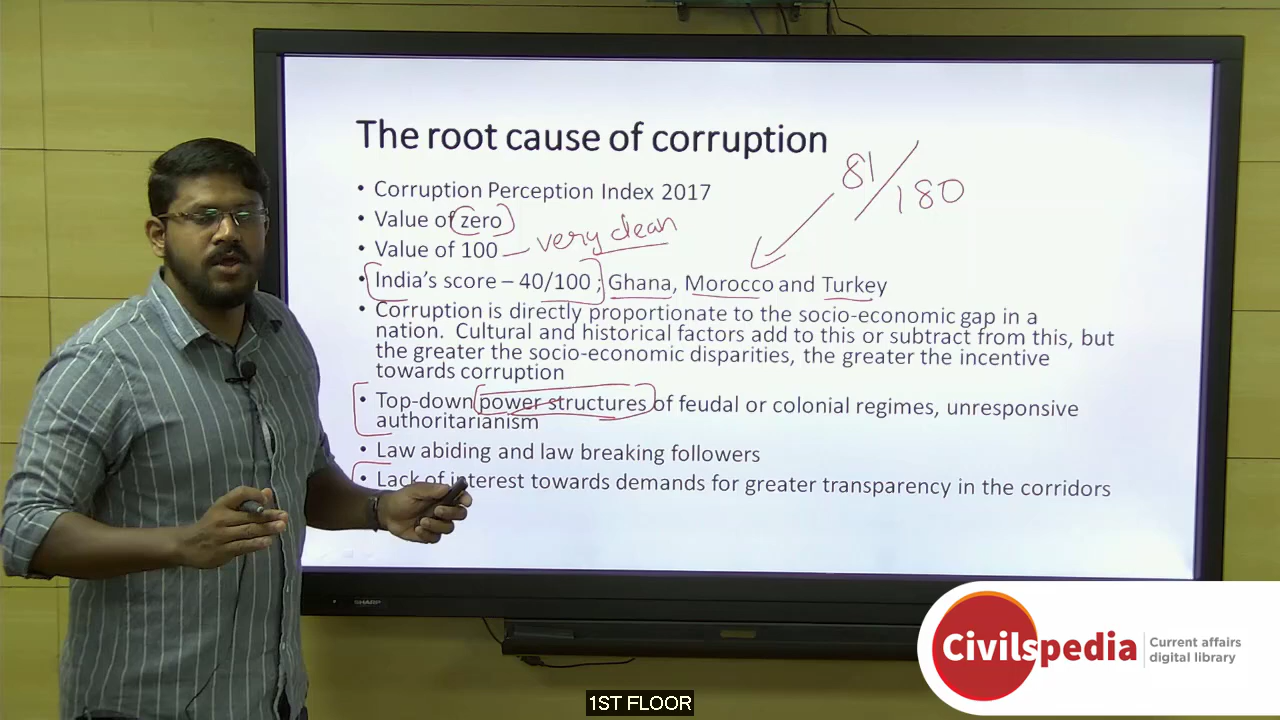 The root cause of corruption
81/180
• Corruption Perception Index 2017
• Value of zero
• Value of 100 – very clean
• India's score – 40/100 ; Ghana, Morocco and Turkey
• Corruption is directly proportionate to the socio-economic gap in a
nation. Cultural and historical factors add to this or subtract from this, but
the greater the socio-economic disparities, the greater the incentive
towards corruption
• Top-down power structures of feudal or colonial regimes, unresponsive
authoritarianism
• Law abiding and law breaking followers
• Lack of interest towards demands for greater transparency in the corridors
SHARP
Civilspedia
Current affairs
digital library
1ST FLOOR